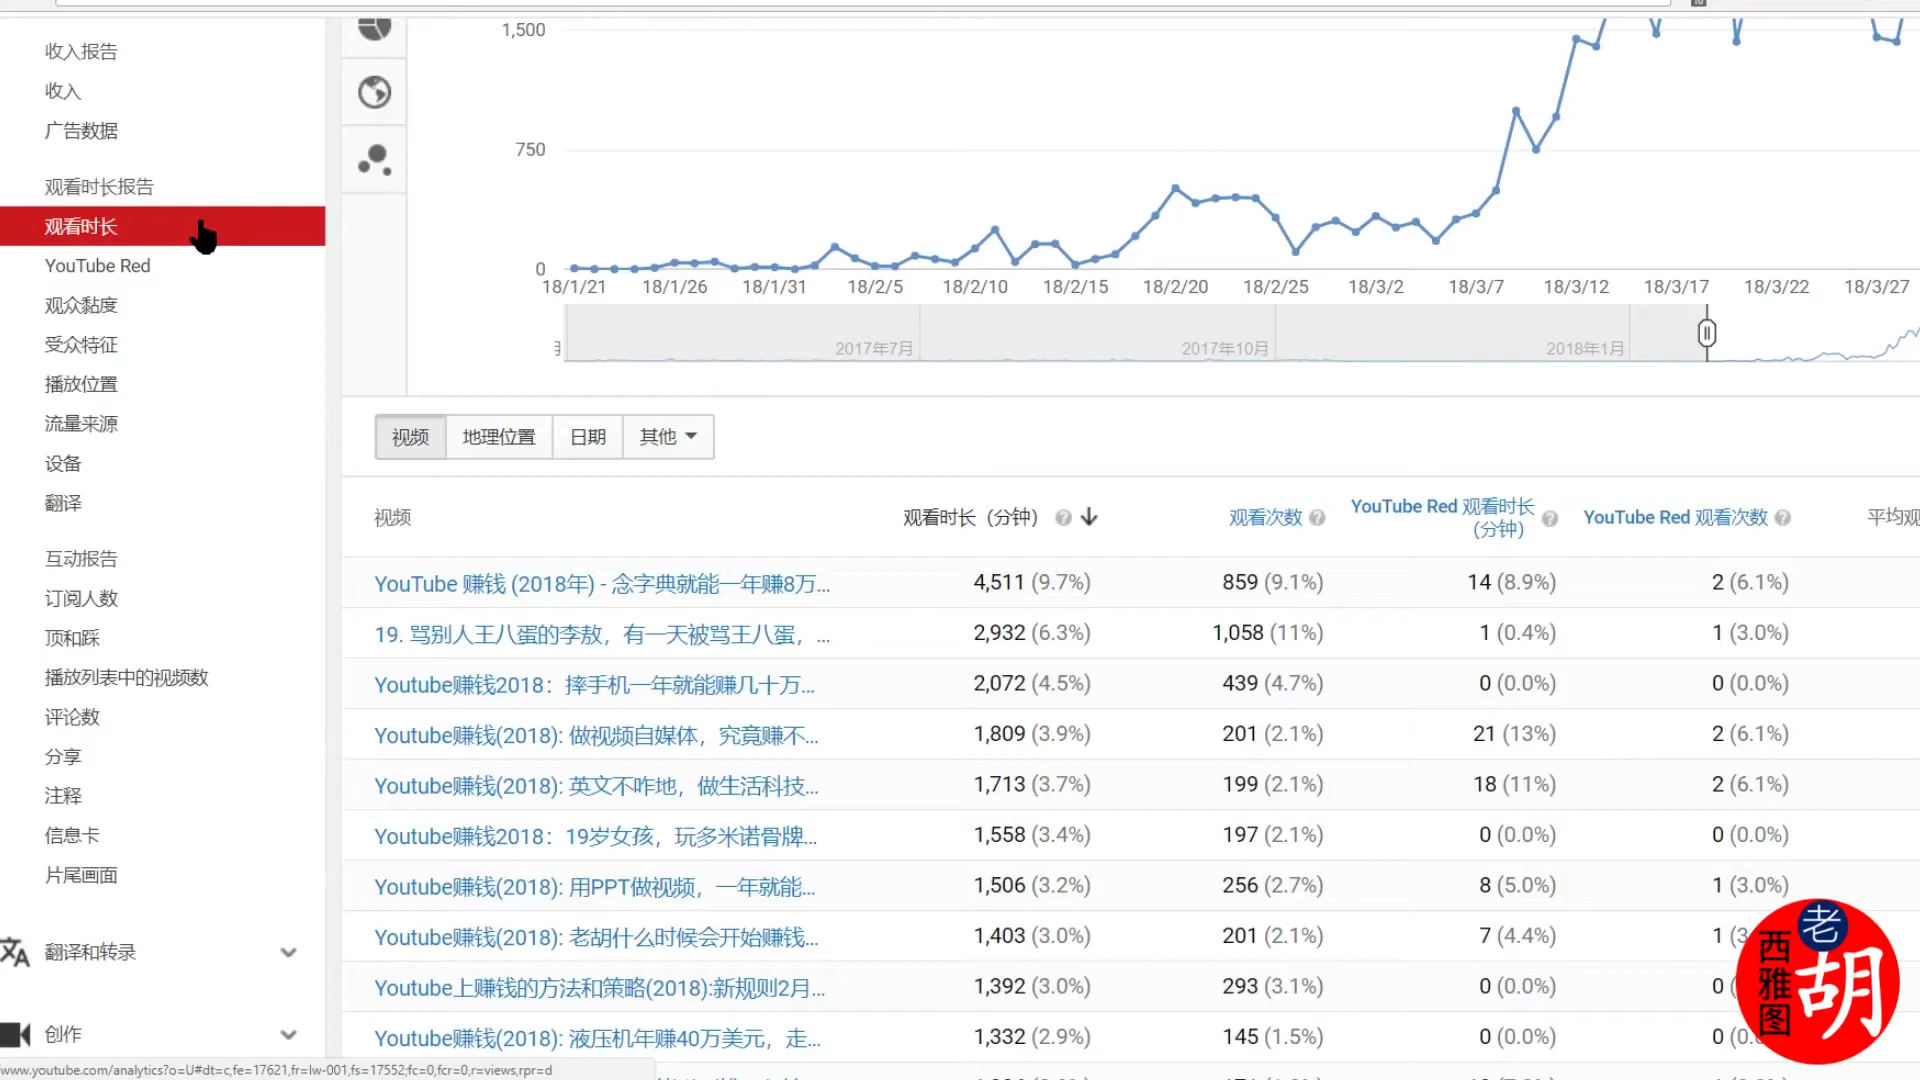 收入报告
收入
广告数据
观看时长报告
观看时长
YouTube Red
观众黏度
受众特征
播放位置
流量来源
设备
翻译
互动报告
订阅人数
顶和踩
播放列表中的视频数
评论数
分享
注释
信息卡
片尾画面
翻译和转录
创作
1,500
750
0
18/1/21 18/1/26 18/1/31 18/2/5 18/2/10 18/2/15 18/2/20 18/2/25 18/3/2 18/3/7 18/3/12 18/3/17 18/3/22 18/3/27
2017年7月 2017年10月 2018年1月
视频 地理位置 日期 其他
视频 观看时长（分钟） 观看次数 YouTube Red 观看时长 (分钟) YouTube Red 观看次数 平均观
YouTube 赚钱 (2018年) - 念字典就能一年赚8万... 4,511 (9.7%) 859 (9.1%) 14 (8.9%) 2 (6.1%)
19. 骂别人王八蛋的李敖，有一天被骂王八蛋，... 2,932 (6.3%) 1,058 (11%) 1 (0.4%) 1 (3.0%)
Youtube赚钱2018：摔手机一年就能赚几十万... 2,072 (4.5%) 439 (4.7%) 0 (0.0%) 0 (0.0%)
Youtube赚钱(2018): 做视频自媒体，究竟赚不... 1,809 (3.9%) 201 (2.1%) 21 (13%) 2 (6.1%)
Youtube赚钱(2018): 英文不咋地，做生活科技... 1,713 (3.7%) 199 (2.1%) 18 (11%) 2 (6.1%)
Youtube赚钱2018：19岁女孩，玩多米诺骨牌... 1,558 (3.4%) 197 (2.1%) 0 (0.0%) 0 (0.0%)
Youtube赚钱(2018): 用PPT做视频，一年就能... 1,506 (3.2%) 256 (2.7%) 8 (5.0%) 1 (3.0%)
Youtube赚钱(2018): 老胡什么时候会开始赚钱... 1,403 (3.0%) 201 (2.1%) 7 (4.4%) 1 (3
Youtube上赚钱的方法和策略(2018):新规则2月... 1,392 (3.0%) 293 (3.1%) 0 (0.0%) 0 (
Youtube赚钱(2018): 液压机年赚40万美元，走... 1,332 (2.9%) 145 (1.5%) 0 (0.0%) 0 (0.
西雅图
老
胡
www.youtube.com/analytics?o=U#dt=c,fe=17621,fr=lw-001,fs=17552;fc=0,fcr=0,r=views,rpr=d